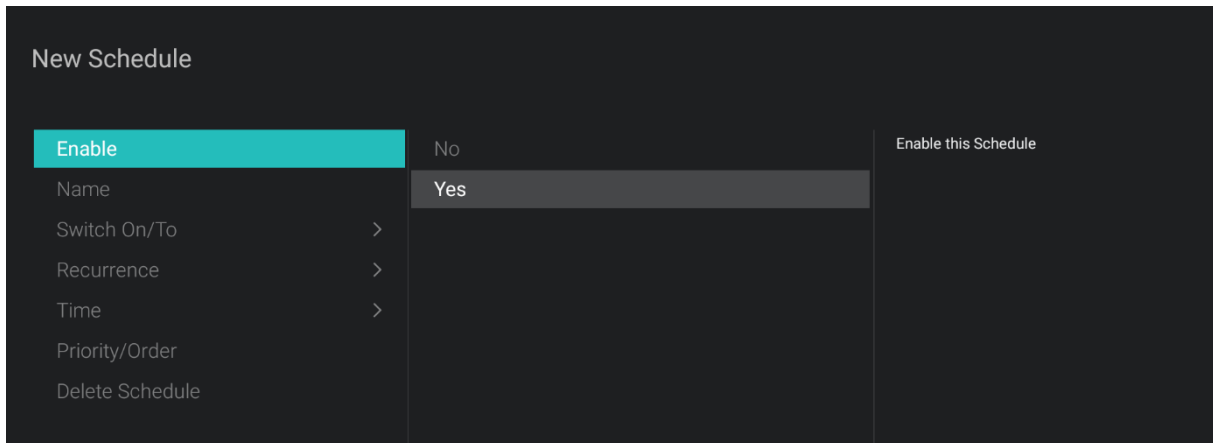 New Schedule
Enable
Name
Switch On/To
Recurrence
Time
Priority/Order
Delete Schedule
No
Yes
Enable this Schedule